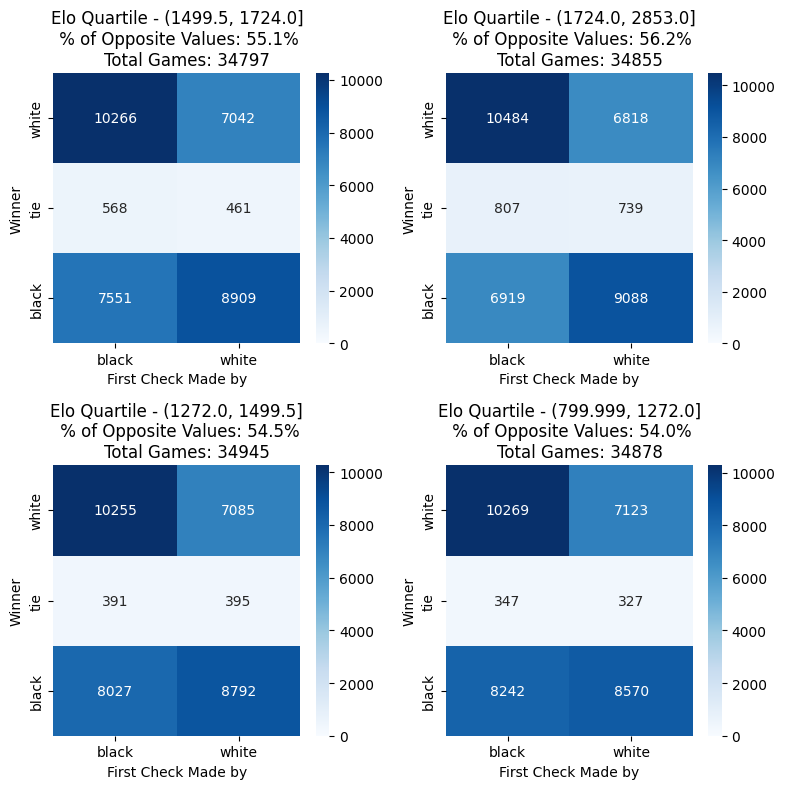 Elo Quartile - (1499.5, 1724.0]
% of Opposite Values: 55.1%
Total Games: 34797
white
10266
7042
tie
568
461
black
7551
8909
black
white
First Check Made by
Winner
10000
8000
6000
4000
2000
0
Elo Quartile - (1724.0, 2853.0]
% of Opposite Values: 56.2%
Total Games: 34855
white
10484
6818
tie
807
739
black
6919
9088
black
white
First Check Made by
Winner
10000
8000
6000
4000
2000
0
Elo Quartile - (1272.0, 1499.5]
% of Opposite Values: 54.5%
Total Games: 34945
white
10255
7085
tie
391
395
black
8027
8792
black
white
First Check Made by
Winner
10000
8000
6000
4000
2000
0
Elo Quartile - (799.999, 1272.0]
% of Opposite Values: 54.0%
Total Games: 34878
white
10269
7123
tie
347
327
black
8242
8570
black
white
First Check Made by
Winner
10000
8000
6000
4000
2000
0